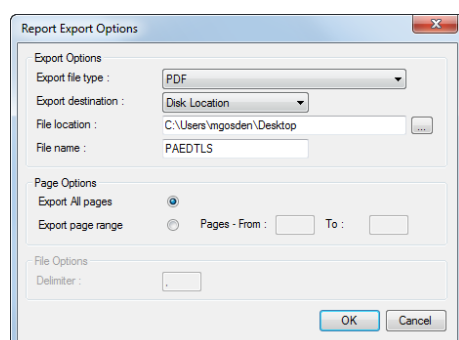 Report Export Options
Export Options
Export file type : PDF
Export destination : Disk Location
File location : C:\Users\mgosden\Desktop ...
File name : PAEDTLS
Page Options
Export All pages
Export page range Pages - From : To :
File Options
Delimiter : ,
OK Cancel